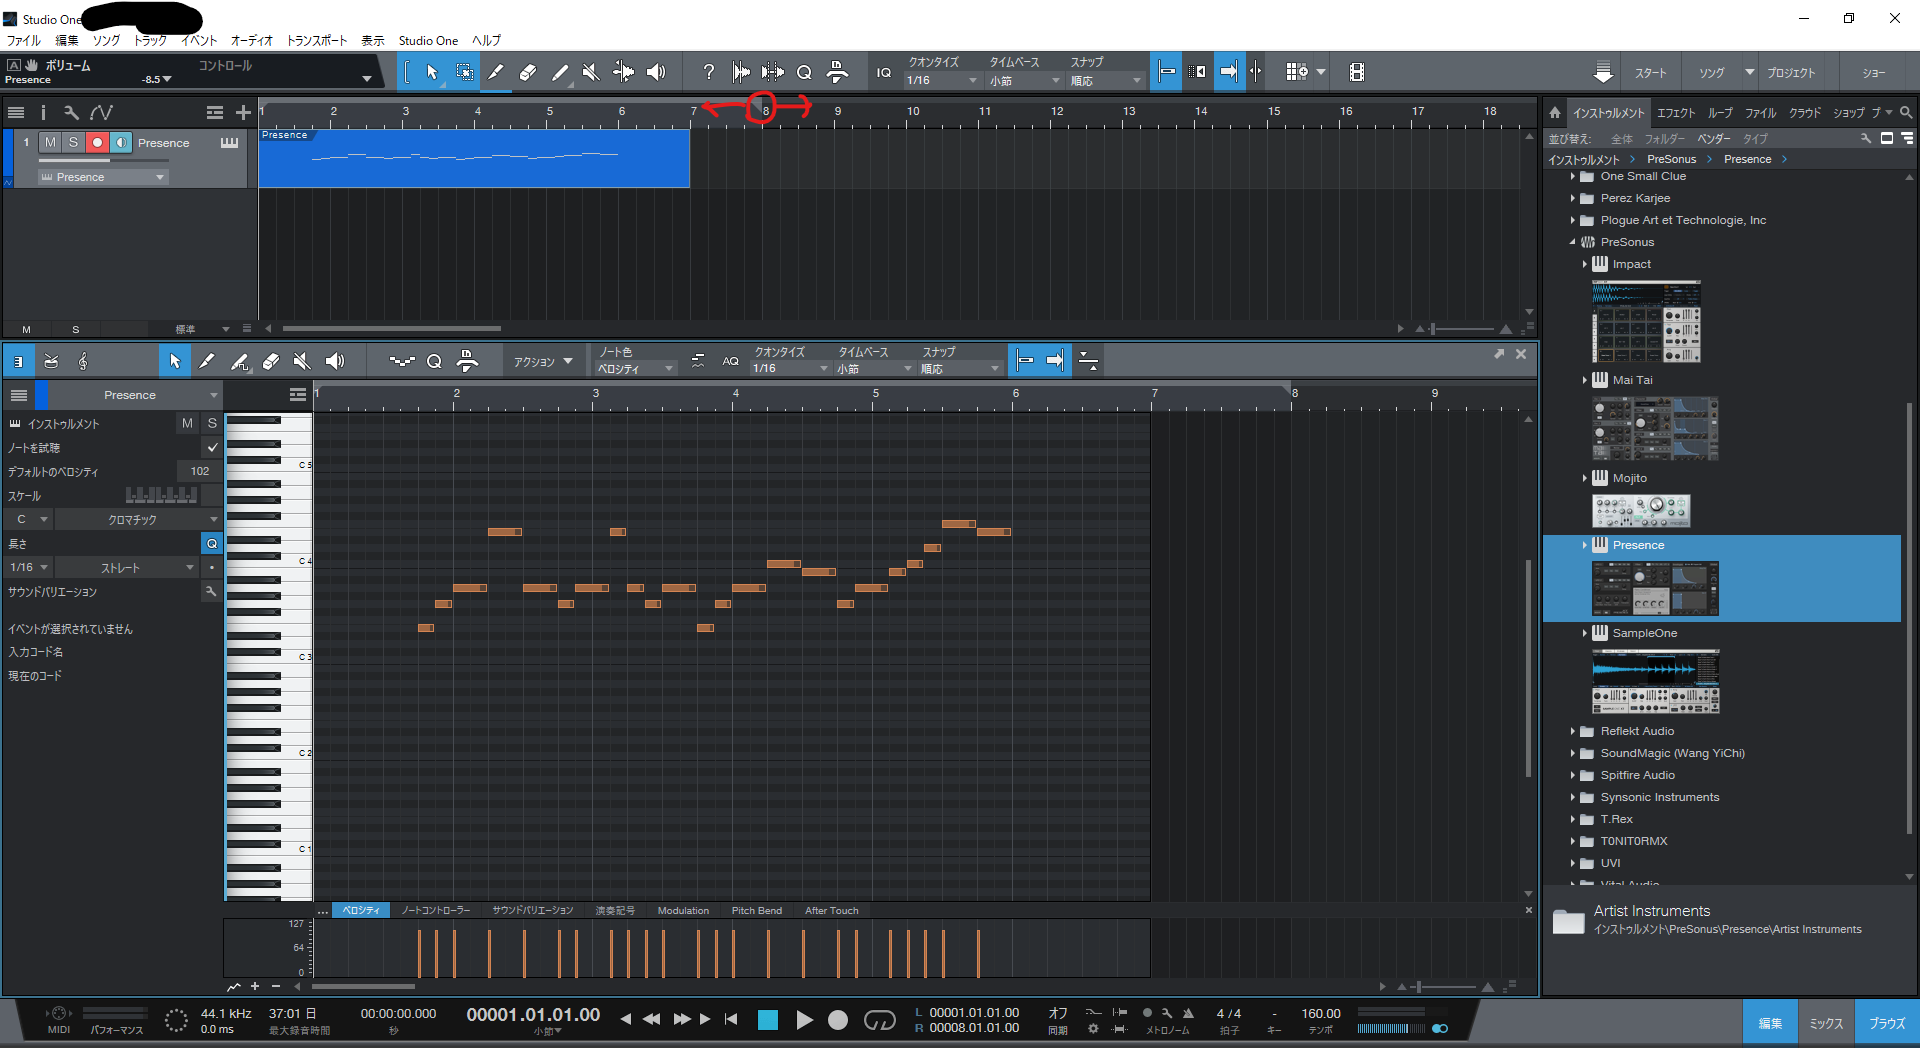 Studio One
ファイル 編集 ソング トラック イベント オーディオ トランスポート 表示 Studio One ヘルプ
A ボリューム コントロール
Presence -8.5
? Q IQ
クオンタイズ タイムベース スナップ
1/16 小節 順応
スタート ソング プロジェクト ショー
1 2 3 4 5 6 7 8 9 10 11 12 13 14 15 16 17 18
1 M S Presence
Presence
Presence
M S 標準
インストゥルメント エフェクト ループ ファイル クラウド ショップ プ
並び替え: 全体 フォルダー ベンダー タイプ
インストゥルメント PreSonus Presence
One Small Clue
Perez Karjee
Plogue Art et Technologie, Inc
PreSonus
Impact
Mai Tai
Mojito
Presence
SampleOne
Reflekt Audio
SoundMagic (Wang YiChi)
Spitfire Audio
Synsonic Instruments
T.Rex
T0NIT0RMX
UVI
Vital Audio
Artist Instruments
インストゥルメント\PreSonus\Presence\Artist Instruments
Q アクション
ノート色
ベロシティ
AQ
クオンタイズ タイムベース スナップ
1/16 小節 順応
Presence
1 2 3 4 5 6 7 8 9
インストゥルメント M S
ノートを試聴
デフォルトのベロシティ 102
スケール
C クロマチック
長さ Q
1/16 ストレート
サウンドバリエーション
イベントが選択されていません
入力コード名
現在のコード
C 5
C 4
C 3
C 2
C 1
... ベロシティ ノートコントローラー サウンドバリエーション 演奏記号 Modulation Pitch Bend After Touch
127
64
0
MIDI パフォーマンス
44.1 kHz
0.0 ms
37:01 日
最大録音時間
00:00:00.000
秒
00001.01.01.00
小節
L 00001.01.01.00
R 00008.01.01.00
オフ
同期
メトロノーム
4 / 4
拍子
-
キー
160.00
テンポ
編集 ミックス ブラウズ